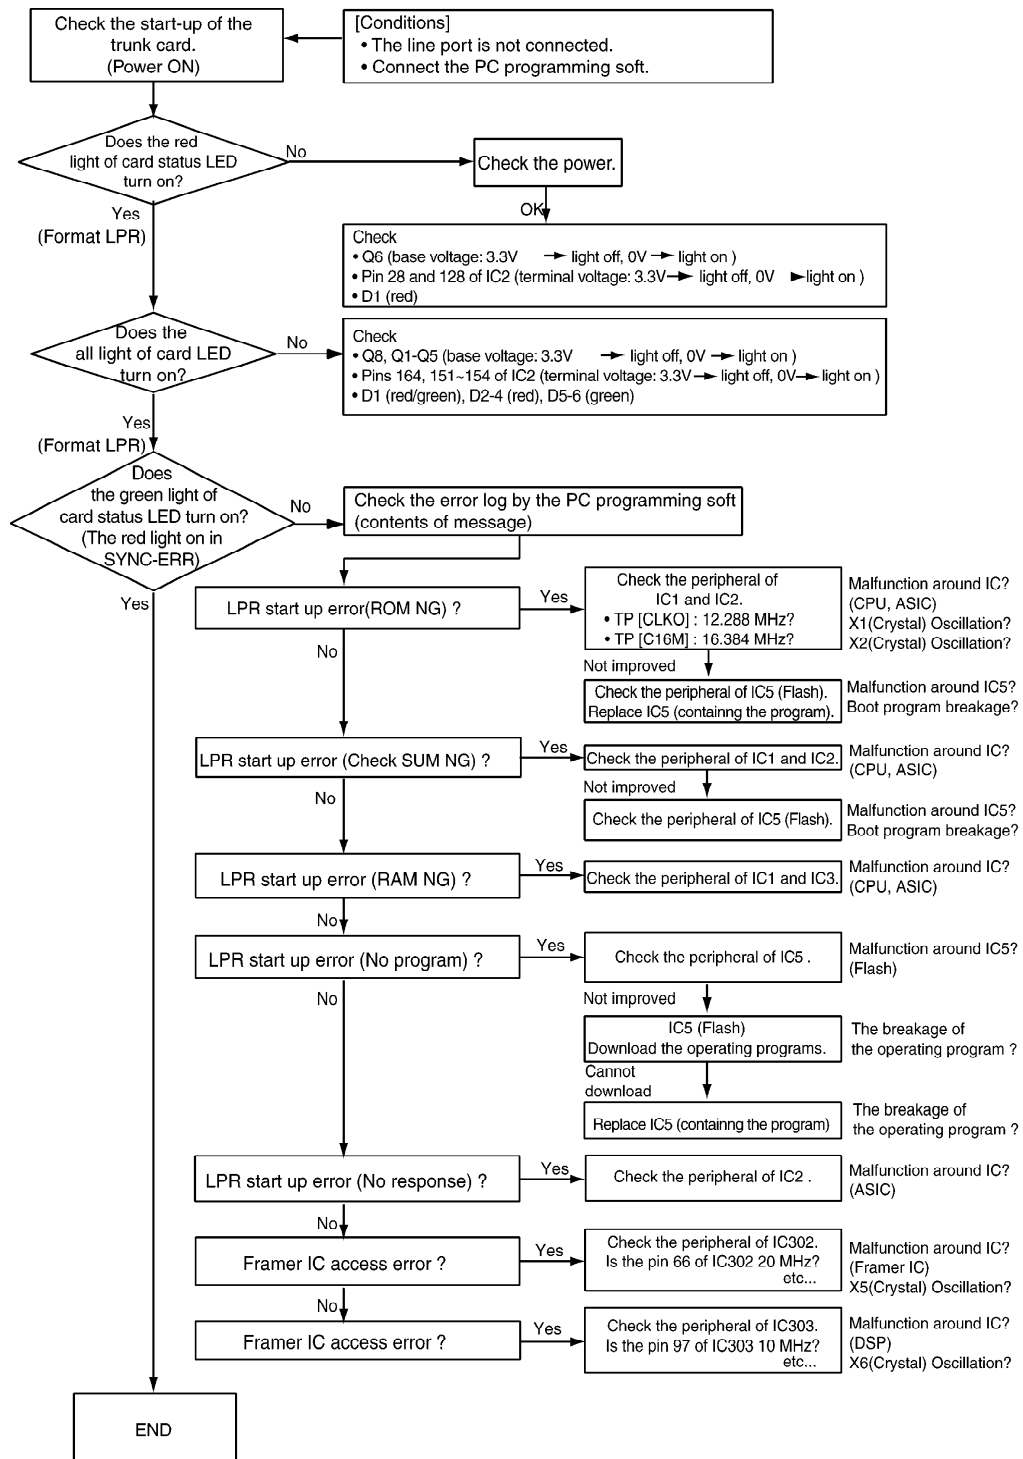 Check the start-up of the
trunk card.
(Power ON)
[Conditions]
• The line port is not connected.
• Connect the PC programming soft.
Does the red
light of card status LED
turn on?
No
Check the power.
Yes
(Format LPR)
OK
Check
• Q6 (base voltage: 3.3V → light off, 0V → light on )
• Pin 28 and 128 of IC2 (terminal voltage: 3.3V → light off, 0V ►light on )
• D1 (red)
Does the
all light of card LED
turn on?
No
Check
• Q8, Q1-Q5 (base voltage: 3.3V → light off, 0V → light on )
• Pins 164, 151~154 of IC2 (terminal voltage: 3.3V → light off, 0V → light on )
• D1 (red/green), D2-4 (red), D5-6 (green)
Yes
(Format LPR)
Does
the green light of
card status LED turn on?
(The red light on in
SYNC-ERR)
No
Check the error log by the PC programming soft
(contents of message)
Yes
LPR start up error(ROM NG) ?
Yes
Check the peripheral of
IC1 and IC2.
• TP [CLKO] : 12.288 MHz?
• TP [C16M] : 16.384 MHz?
Malfunction around IC?
(CPU, ASIC)
X1(Crystal) Oscillation?
X2(Crystal) Oscillation?
No
Not improved
Check the peripheral of IC5 (Flash).
Replace IC5 (containng the program).
Malfunction around IC5?
Boot program breakage?
LPR start up error (Check SUM NG) ?
Yes
Check the peripheral of IC1 and IC2.
Malfunction around IC?
(CPU, ASIC)
No
Not improved
Check the peripheral of IC5 (Flash).
Malfunction around IC5?
Boot program breakage?
LPR start up error (RAM NG) ?
Yes
Check the peripheral of IC1 and IC3.
Malfunction around IC?
(CPU, ASIC)
No
LPR start up error (No program) ?
Yes
Check the peripheral of IC5 .
Malfunction around IC5?
(Flash)
No
Not improved
IC5 (Flash)
Download the operating programs.
The breakage of
the operating program ?
Cannot
download
Replace IC5 (containng the program)
The breakage of
the operating program ?
LPR start up error (No response) ?
Yes
Check the peripheral of IC2 .
Malfunction around IC?
(ASIC)
No
Framer IC access error ?
Yes
Check the peripheral of IC302.
Is the pin 66 of IC302 20 MHz?
etc...
Malfunction around IC?
(Framer IC)
X5(Crystal) Oscillation?
No
Framer IC access error ?
Yes
Check the peripheral of IC303.
Is the pin 97 of IC303 10 MHz?
etc...
Malfunction around IC?
(DSP)
X6(Crystal) Oscillation?
END